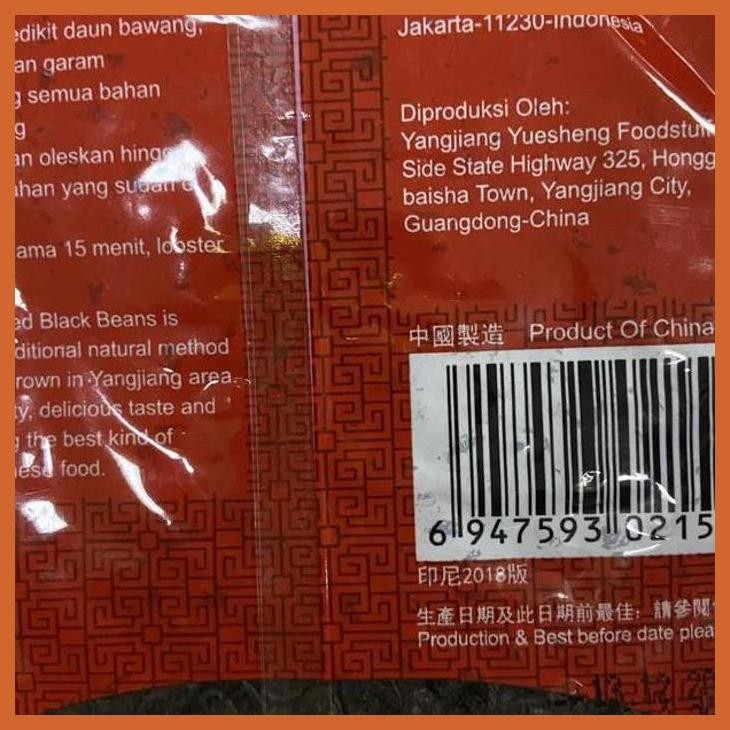 edikit daun bawang,
an garam
g semua bahan
g
an oleskan hingga
ahan yang sudah
ama 15 menit, lobster
ed Black Beans is
ditional natural method
rown in Yangjiang area.
ty, delicious taste and
g the best kind of
ese food.
Jakarta-11230-Indonesia
Diproduksi Oleh:
Yangjiang Yuesheng Foodstuff
Side State Highway 325, Hongg
baisha Town, Yangjiang City,
Guangdong-China
中國製造 Product Of China
6 947593 0215
印尼2018版
生產日期及此日期前最佳：請參閱
Production & Best before date plea